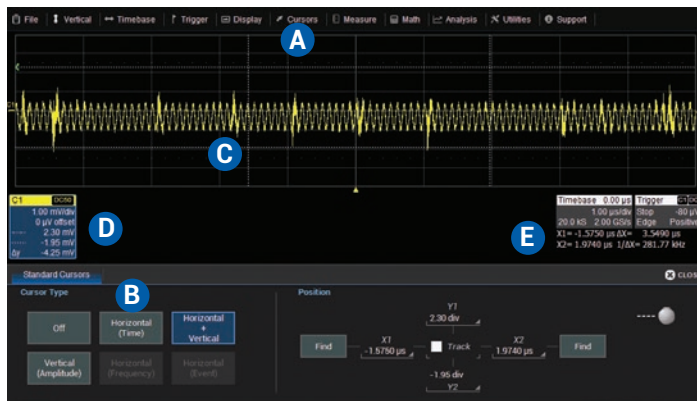 File Vertical Timebase Trigger Display Cursors Measure Math Analysis Utilities Support
A
C1
C
C1 DC50
1.00 mV/div
0 µV offset
2.30 mV
-1.95 mV
Δy -4.25 mV
D
E
Timebase 0.00 µs
1.00 µs/div
20.0 kS 2.00 GS/s
Trigger C1 DC
Stop -80 µV
Edge Positive
X1= -1.5750 µs ΔX= 3.5490 µs
X2= 1.9740 µs 1/ΔX= 281.77 kHz
Standard Cursors
CLOS
Cursor Type
B
Off
Horizontal
(Time)
Horizontal
+
Vertical
Vertical
(Amplitude)
Horizontal
(Frequency)
Horizontal
(Event)
Position
Y1
2.30 div
Find
X1
-1.5750 µs
Track
X2
1.9740 µs
Find
-1.95 div
Y2